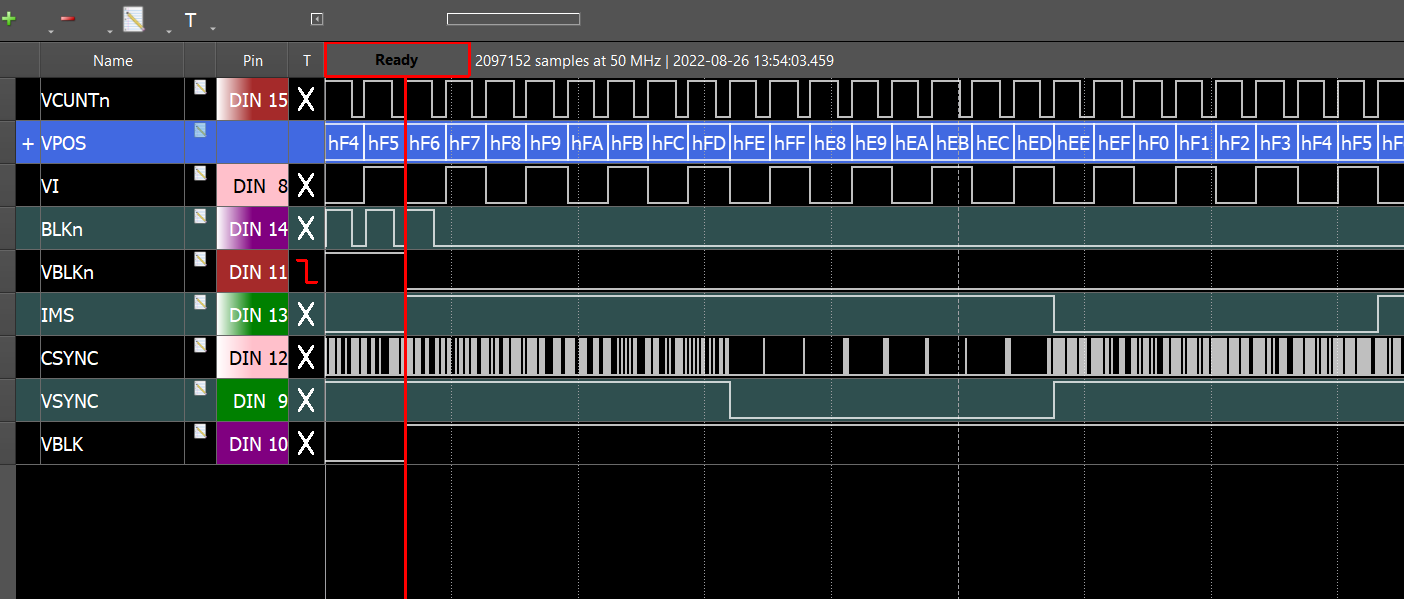 T
Name Pin T Ready 2097152 samples at 50 MHz | 2022-08-26 13:54:03.459
VCUNTn DIN 15 X
+ VPOS hF4 hF5 hF6 hF7 hF8 hF9 hFA hFB hFC hFD hFE hFF hE8 hE9 hEA hEB hEC hED hEE hEF hF0 hF1 hF2 hF3 hF4 hF5 hF
VI DIN 8 X
BLKn DIN 14 X
VBLKn DIN 11
IMS DIN 13 X
CSYNC DIN 12 X
VSYNC DIN 9 X
VBLK DIN 10 X